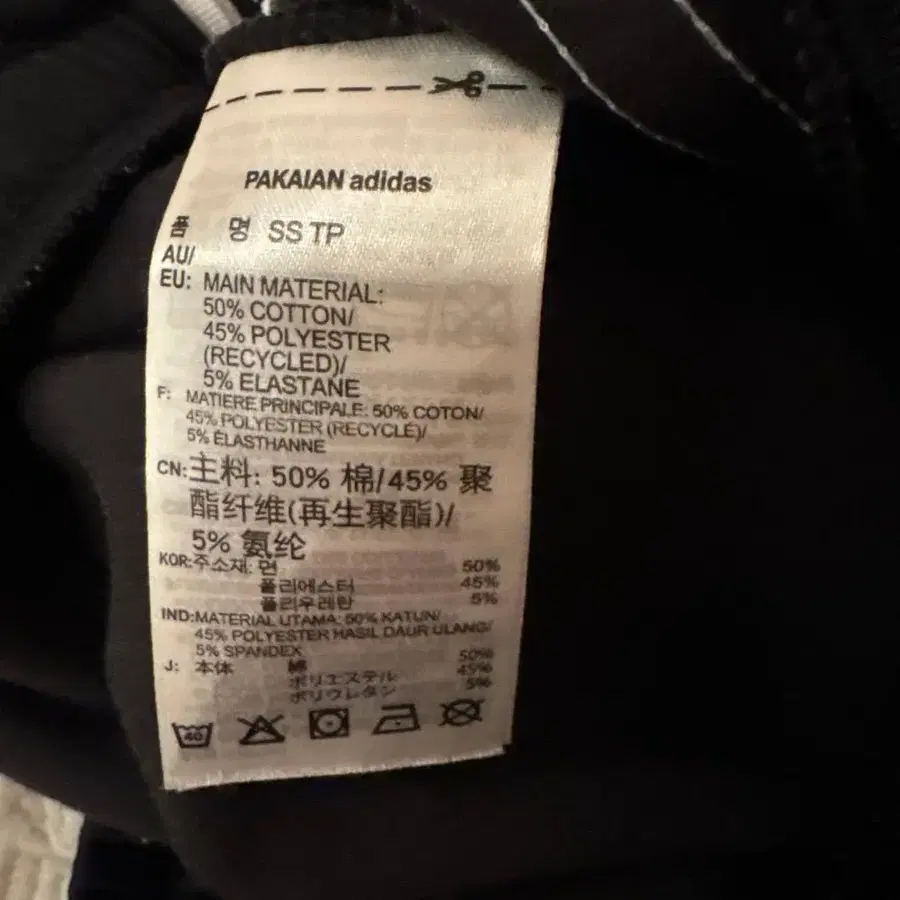 PAKAIAN adidas
품 명 SS TP
AU/
EU: MAIN MATERIAL:
50% COTTON/
45% POLYESTER
(RECYCLED)/
5% ELASTANE
F: MATIERE PRINCIPALE: 50% COTON/
45% POLYESTER (RECYCLÉ)/
5% ÉLASTHANNE
CN: 主料: 50% 棉/45% 聚
酯纤维(再生聚酯)/
5% 氨纶
KOR: 주소재: 면 50%
폴리에스터 45%
폴리우레탄 5%
IND: MATERIAL UTAMA: 50% KATUN/
45% POLYESTER HASIL DAUR ULANG/
5% SPANDEX
J: 本体 綿 50%
ポリエステル 45%
ポリウレタン 5%
40